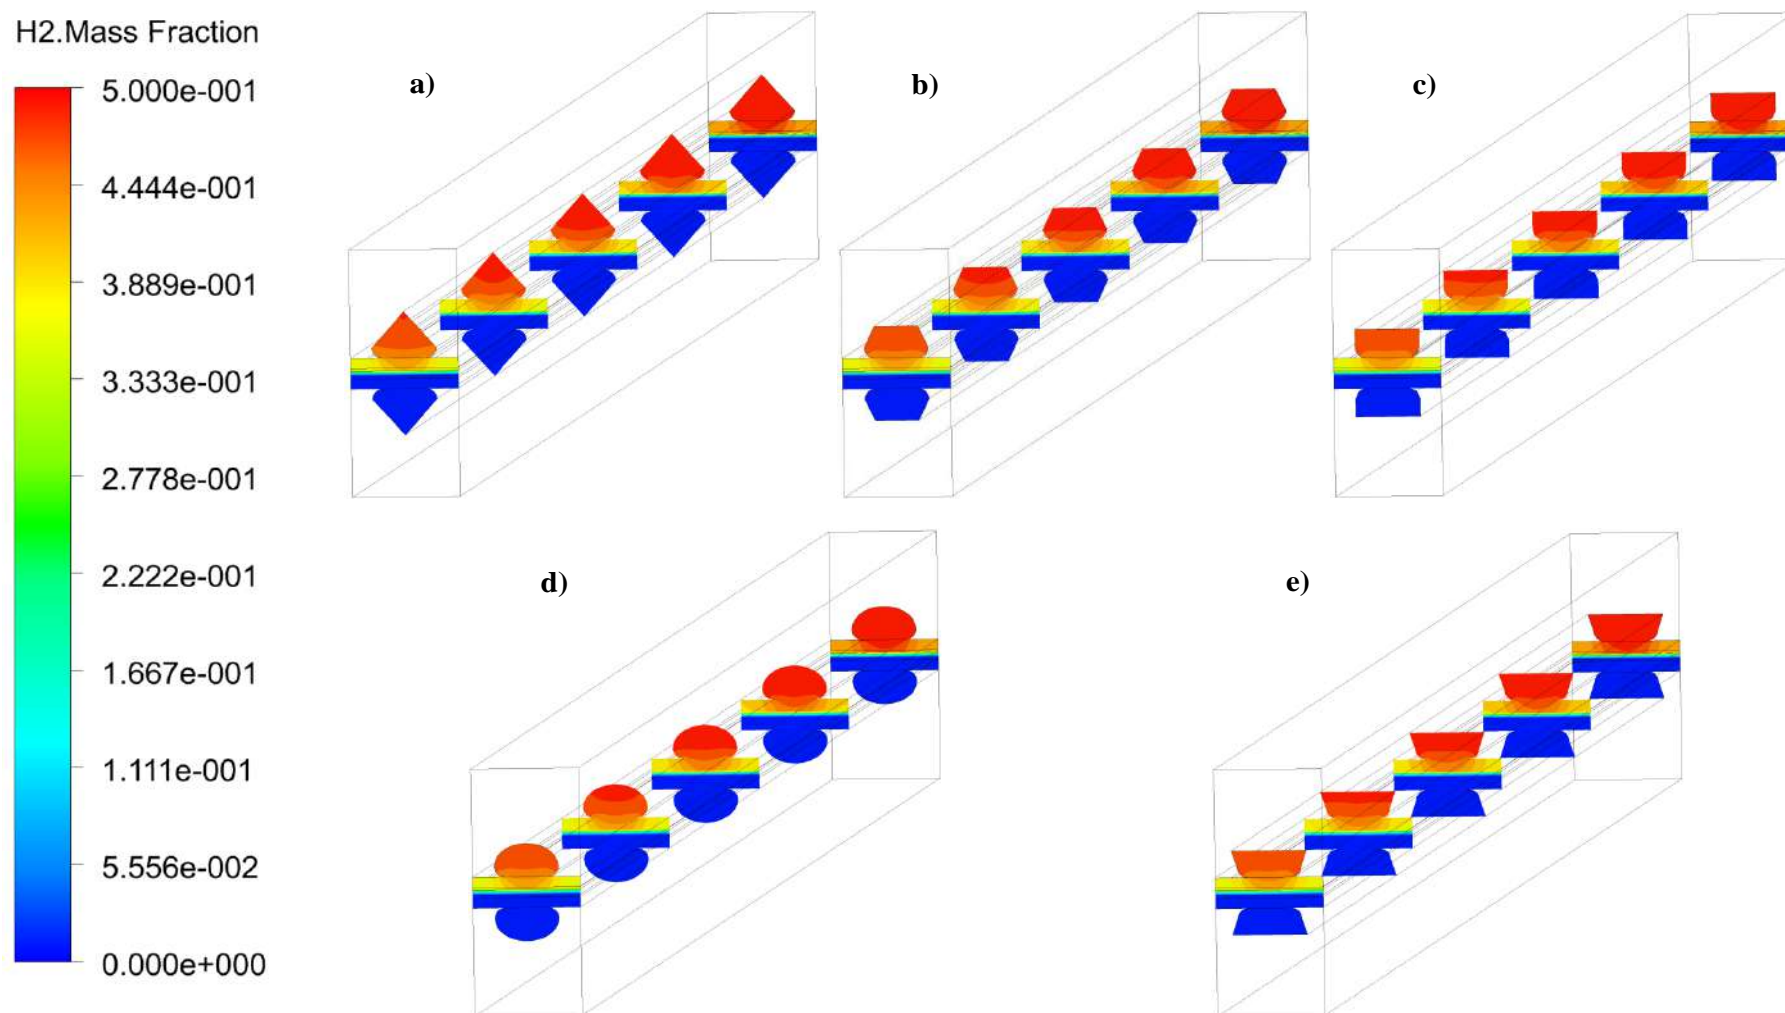 H2.Mass Fraction
5.000e-001
4.444e-001
3.889e-001
3.333e-001
2.778e-001
2.222e-001
1.667e-001
1.111e-001
5.556e-002
0.000e+000
a)
b)
c)
d)
e)